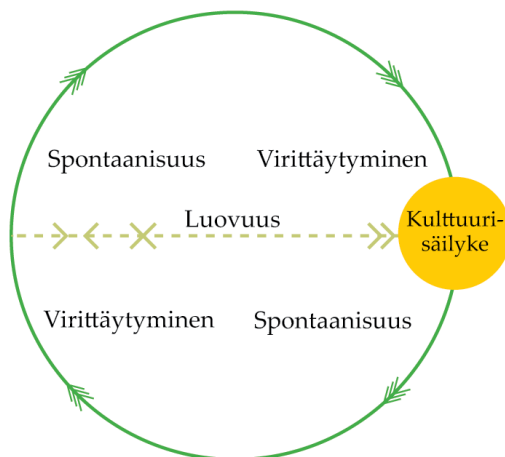 Spontaanisuus
Virittäytyminen
Luovuus
Kulttuuri-
säilyke
Virittäytyminen
Spontaanisuus